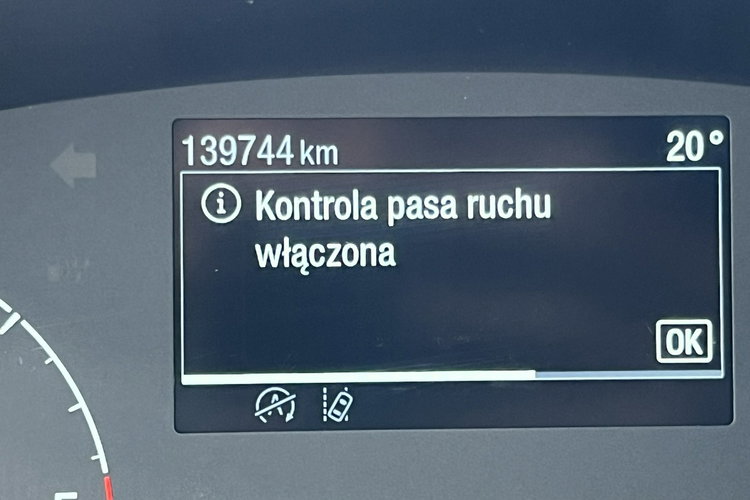 139744 km 20°
Kontrola pasa ruchu
włączona
OK
A